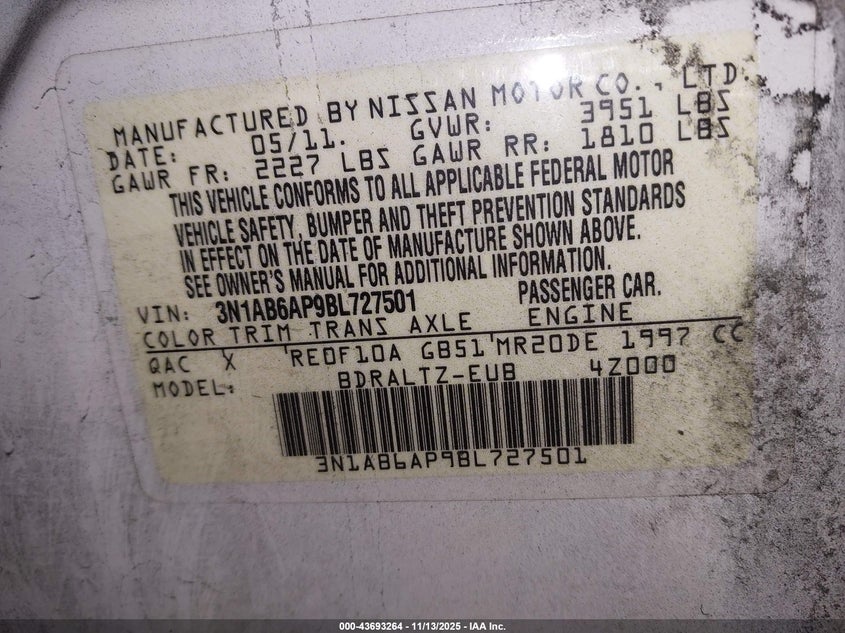 MANUFACTURED BY NISSAN MOTOR CO., LTD.
DATE: 05/11. GVWR: 3951 LBS
GAWR FR: 2227 LBS GAWR RR: 1810 LBS
THIS VEHICLE CONFORMS TO ALL APPLICABLE FEDERAL MOTOR
VEHICLE SAFETY, BUMPER AND THEFT PREVENTION STANDARDS
IN EFFECT ON THE DATE OF MANUFACTURE SHOWN ABOVE.
SEE OWNER'S MANUAL FOR ADDITIONAL INFORMATION.
VIN: 3N1AB6AP9BL727501 PASSENGER CAR.
COLOR TRIM TRANS AXLE ENGINE
QAC X RE0F10A GB51 MR20DE 1997 CC
MODEL: BDRALTZ-EUB 4Z000
3N1AB6AP9BL727501
000-43693264 - 11/13/2025 - IAA Inc.